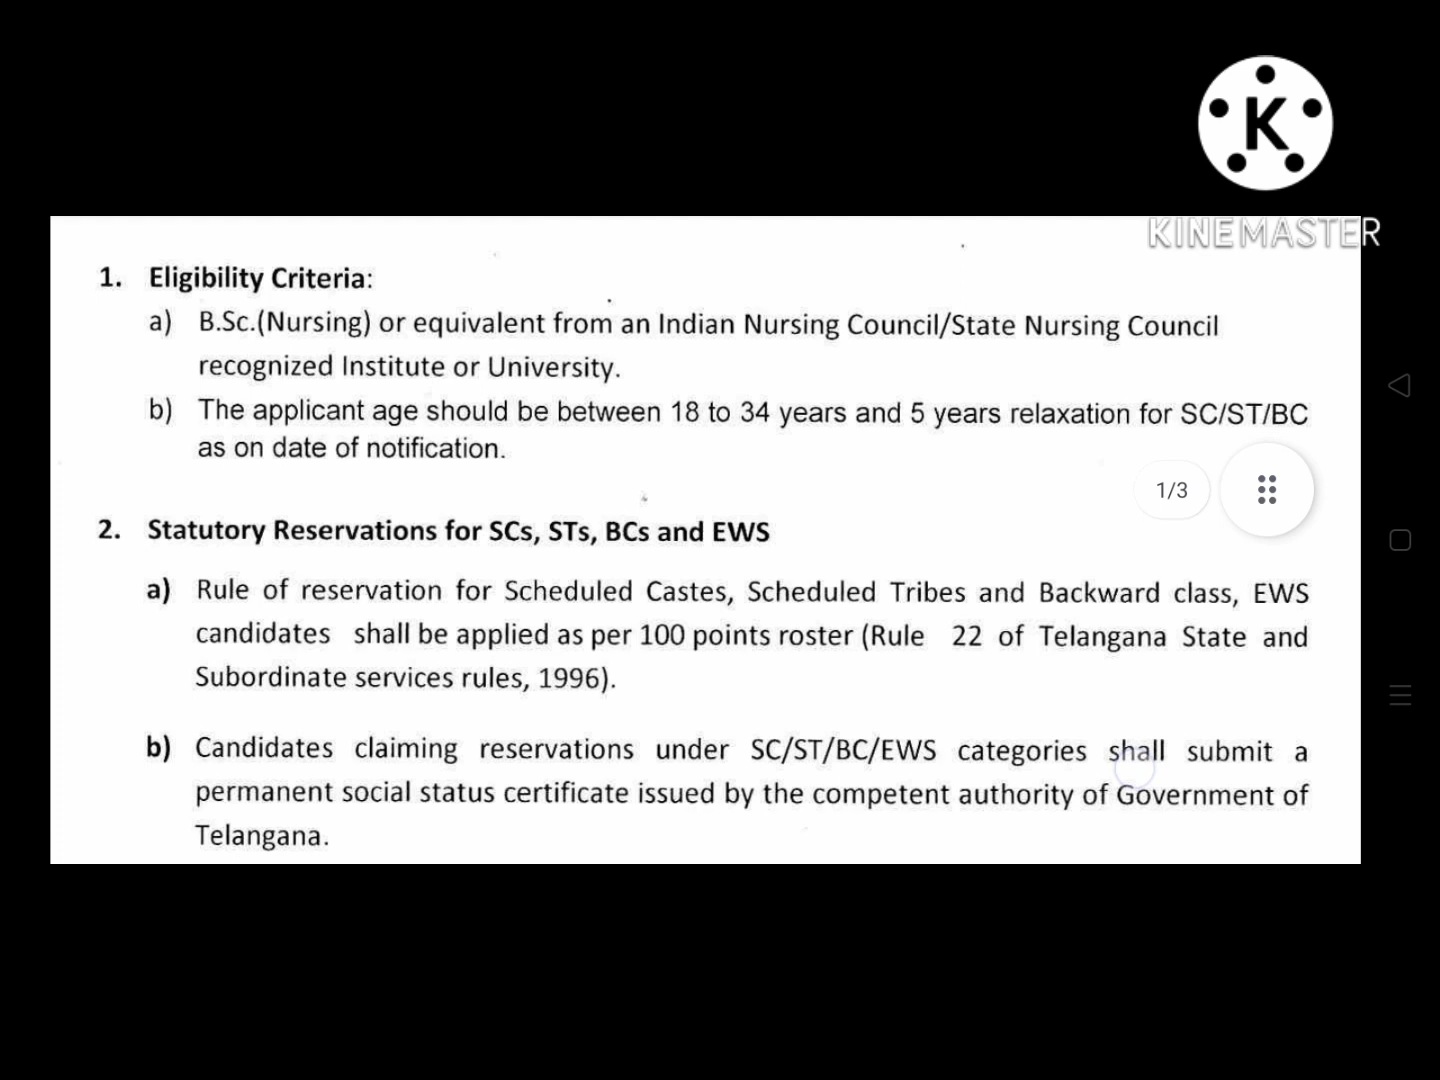 K
KINEMASTER
1. Eligibility Criteria:
a) B.Sc.(Nursing) or equivalent from an Indian Nursing Council/State Nursing Council
recognized Institute or University.
b) The applicant age should be between 18 to 34 years and 5 years relaxation for SC/ST/BC
as on date of notification.
1/3
2. Statutory Reservations for SCs, STs, BCs and EWS
a) Rule of reservation for Scheduled Castes, Scheduled Tribes and Backward class, EWS
candidates shall be applied as per 100 points roster (Rule 22 of Telangana State and
Subordinate services rules, 1996).
b) Candidates claiming reservations under SC/ST/BC/EWS categories shall submit a
permanent social status certificate issued by the competent authority of Government of
Telangana.